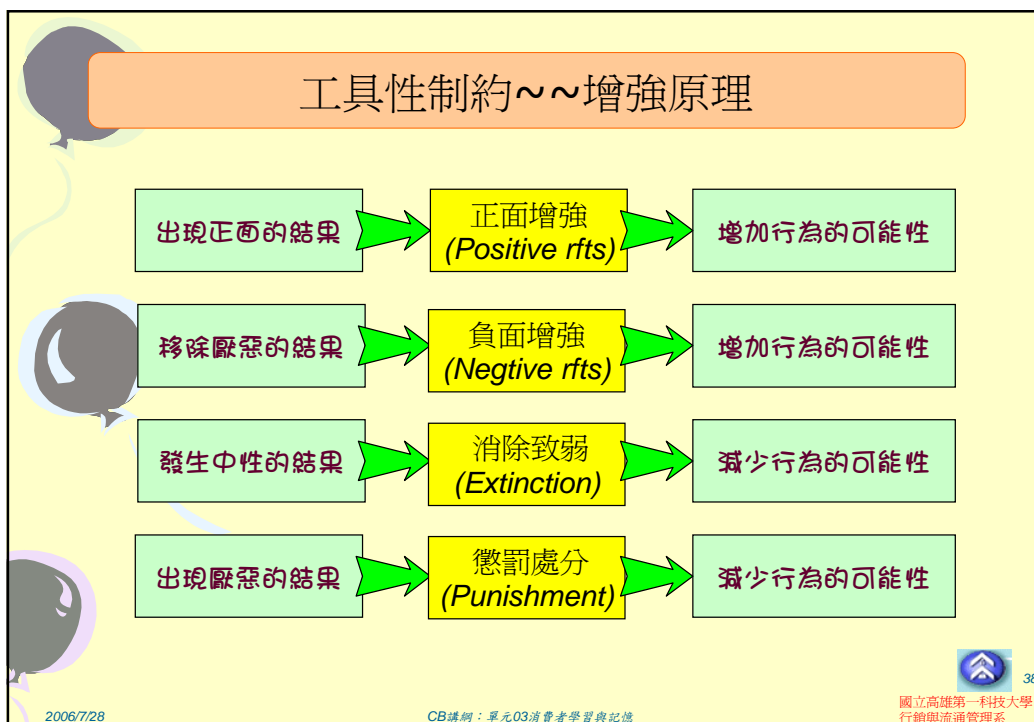 工具性制約~~增強原理
出現正面的結果
正面增強
(Positive rfts)
增加行為的可能性
移除厭惡的結果
負面增強
(Negtive rfts)
增加行為的可能性
發生中性的結果
消除致弱
(Extinction)
減少行為的可能性
出現厭惡的結果
懲罰處分
(Punishment)
減少行為的可能性
38
國立高雄第一科技大學
行銷與流通管理系
2006/7/28
CB講綱：單元03消費者學習與記憶